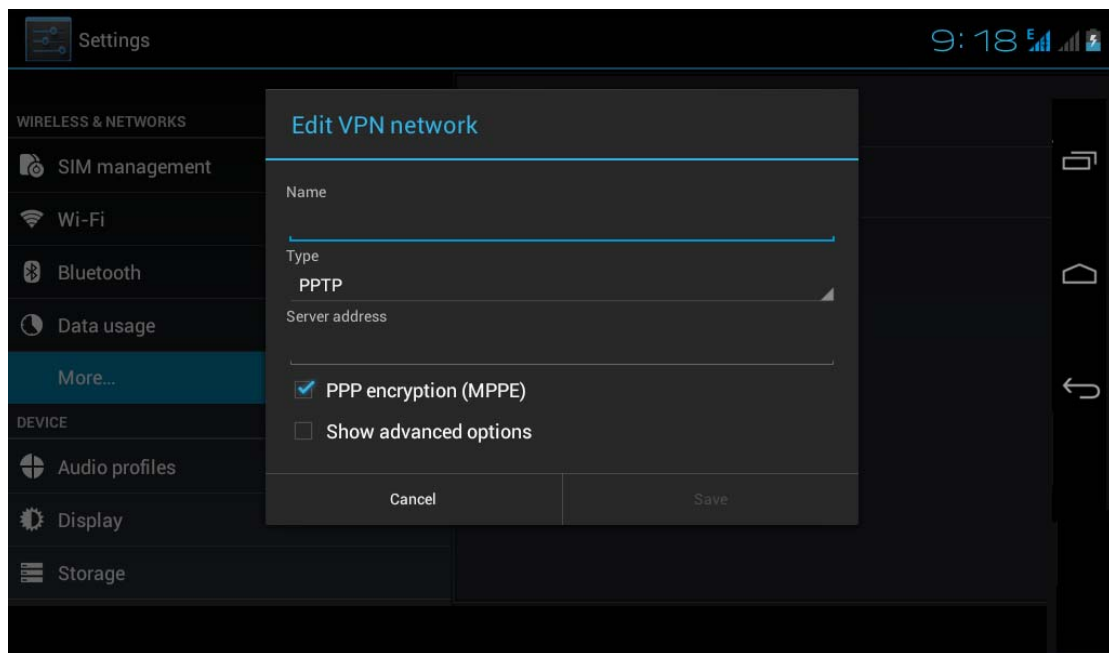 Settings
9:18 E
WIRELESS & NETWORKS
SIM management
Wi-Fi
Bluetooth
Data usage
More...
DEVICE
Audio profiles
Display
Storage
Edit VPN network
Name
Type
PPTP
Server address
PPP encryption (MPPE)
Show advanced options
Cancel
Save